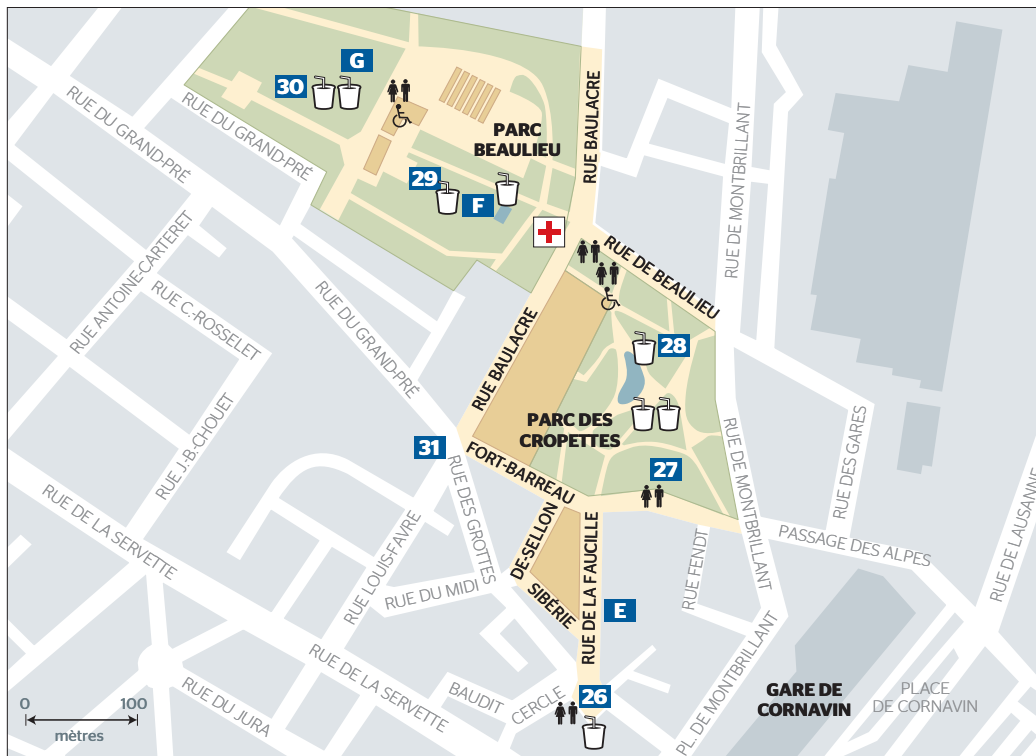 G
30
PARC
BEAULIEU
29
F
RUE BAULACRE
RUE DE MONTBRILLANT
RUE DU GRAND-PRÉ
RUE DU GRAND-PRÉ
RUE DE BEAULIEU
RUE ANTOINE-CARTERET
RUE C.-ROSSELET
RUE DU GRAND-PRÉ
RUE BAULACRE
28
PARC DES
CROPETTES
31
27
RUE J.-B.-CHOUET
FORT-BARREAU
RUE DES GROTTES
RUE DE MONTBRILLANT
RUE DES GARES
RUE DE LAUSANNE
PASSAGE DES ALPES
RUE DE LA SERVETTE
RUE LOUIS-FAVRE
DE-SELLON
RUE DE LA FAUCILLE
RUE FENDT
RUE DU MIDI
SIBÉRIE
E
RUE DE LA SERVETTE
PL. DE MONTBRILLANT
BAUDIT
CERCLE
26
RUE DU JURA
GARE DE
CORNAVIN
PLACE
DE CORNAVIN
0
100
mètres